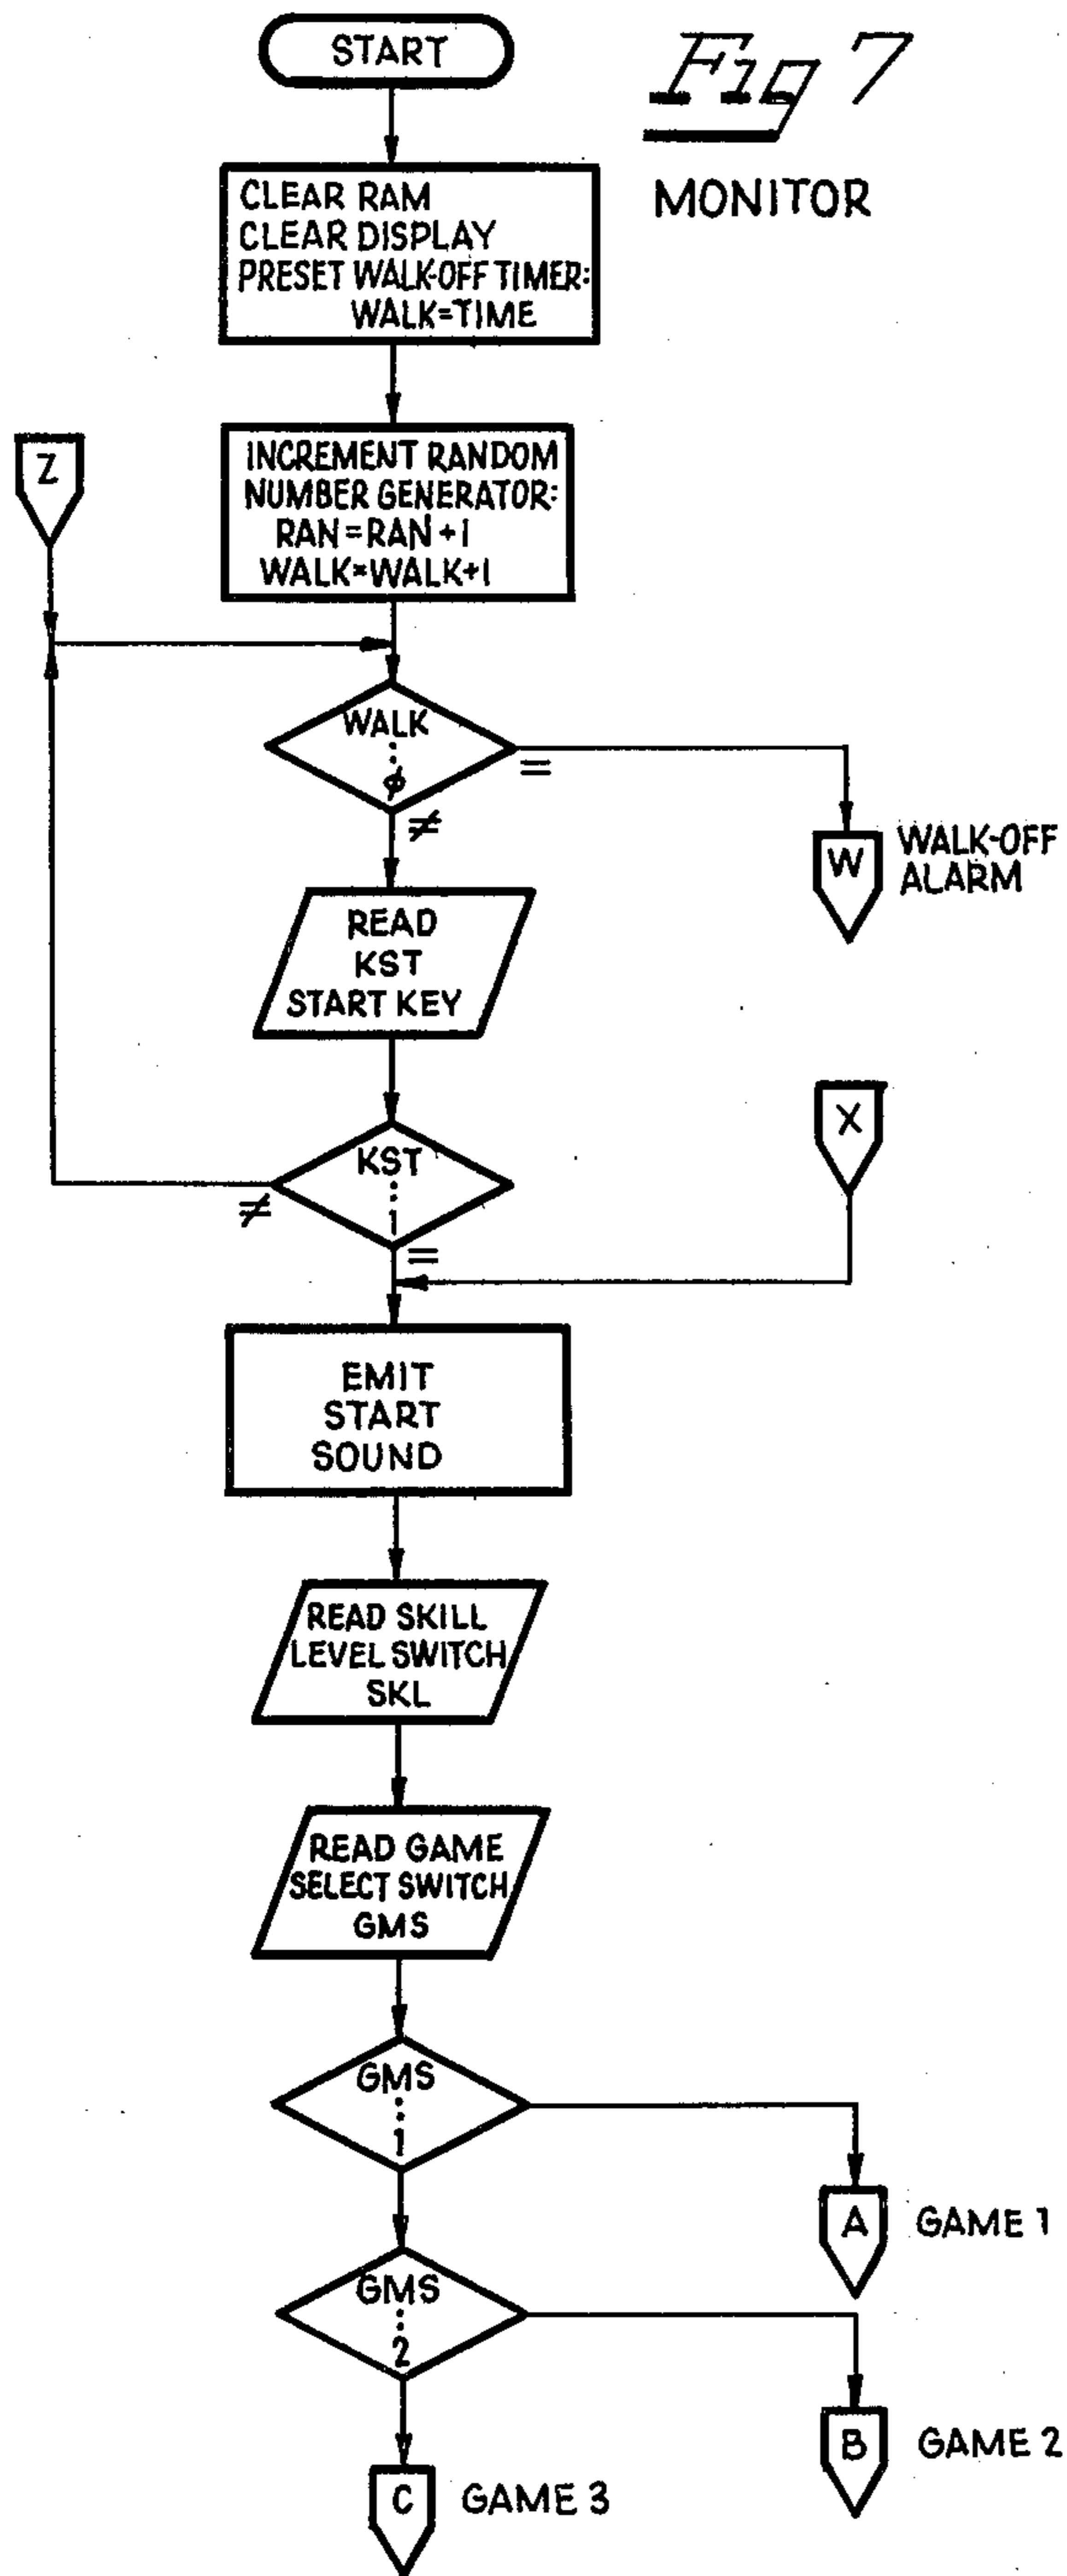 START
Fig 7
MONITOR
CLEAR RAM
CLEAR DISPLAY
PRESET WALK-OFF TIMER:
WALK=TIME
Z
INCREMENT RANDOM
NUMBER GENERATOR:
RAN=RAN+1
WALK=WALK+1
WALK
:
ϕ
=
≠
W
WALK-OFF
ALARM
READ
KST
START KEY
X
KST
:
1
≠
=
EMIT
START
SOUND
READ SKILL
LEVEL SWITCH
SKL
READ GAME
SELECT SWITCH
GMS
GMS
:
1
A GAME 1
GMS
:
2
B GAME 2
C GAME 3